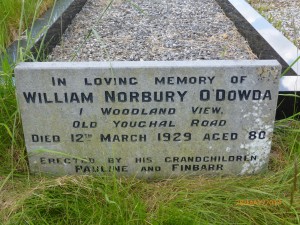 IN LOVING MEMORY OF
WILLIAM NORBURY O'DOWDA
1 WOODLAND VIEW,
OLD YOUGHAL ROAD
DIED 12TH MARCH 1929 AGED 80
ERECTED BY HIS GRANDCHILDREN
PAULINE AND FINBARR